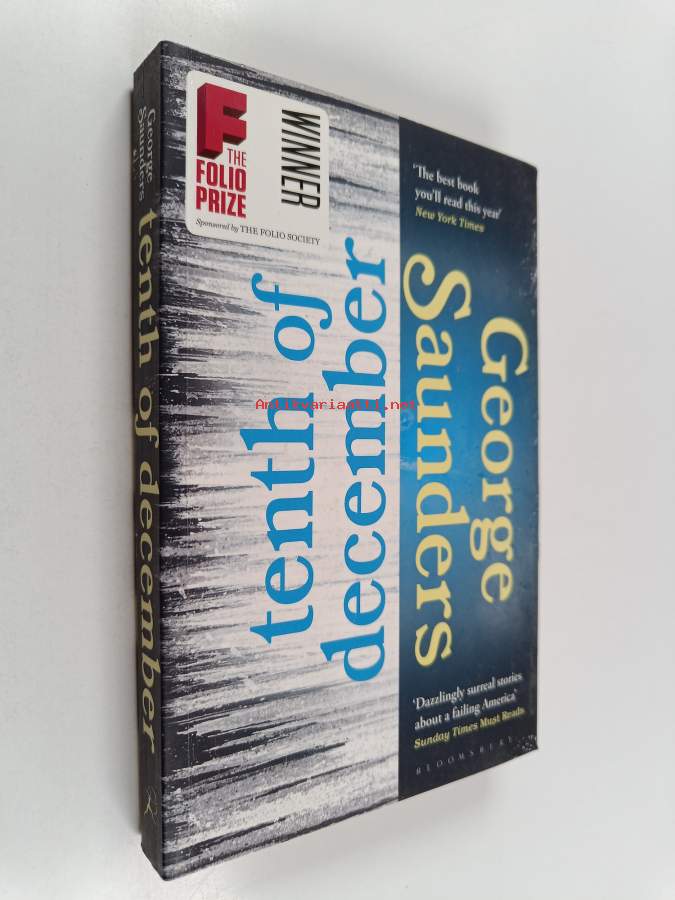 George
Saunders
tenth of december
F
THE
FOLIO
PRIZE
WINNER
Sponsored by THE FOLIO SOCIETY
tenth of
december
'The best book
you'll read this year'
New York Times
George
Saunders
'Dazzlingly surreal stories
about a failing America'
Sunday Times Must Reads
BLOOMSBURY
Antikvariaatti.net